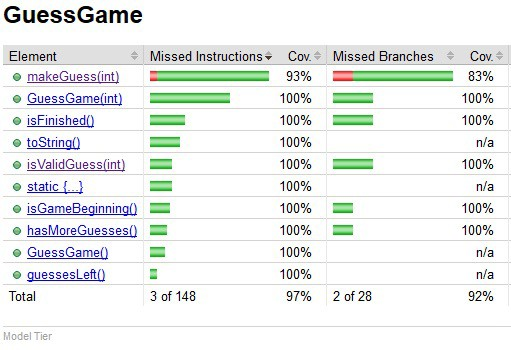 GuessGame
Element Missed Instructions Cov. Missed Branches Cov.
makeGuess(int) 93% 83%
GuessGame(int) 100% 100%
isFinished() 100% 100%
toString() 100% n/a
isValidGuess(int) 100% 100%
static {...} 100% n/a
isGameBeginning() 100% 100%
hasMoreGuesses() 100% 100%
GuessGame() 100% n/a
guessesLeft() 100% n/a
Total 3 of 148 97% 2 of 28 92%
Model Tier